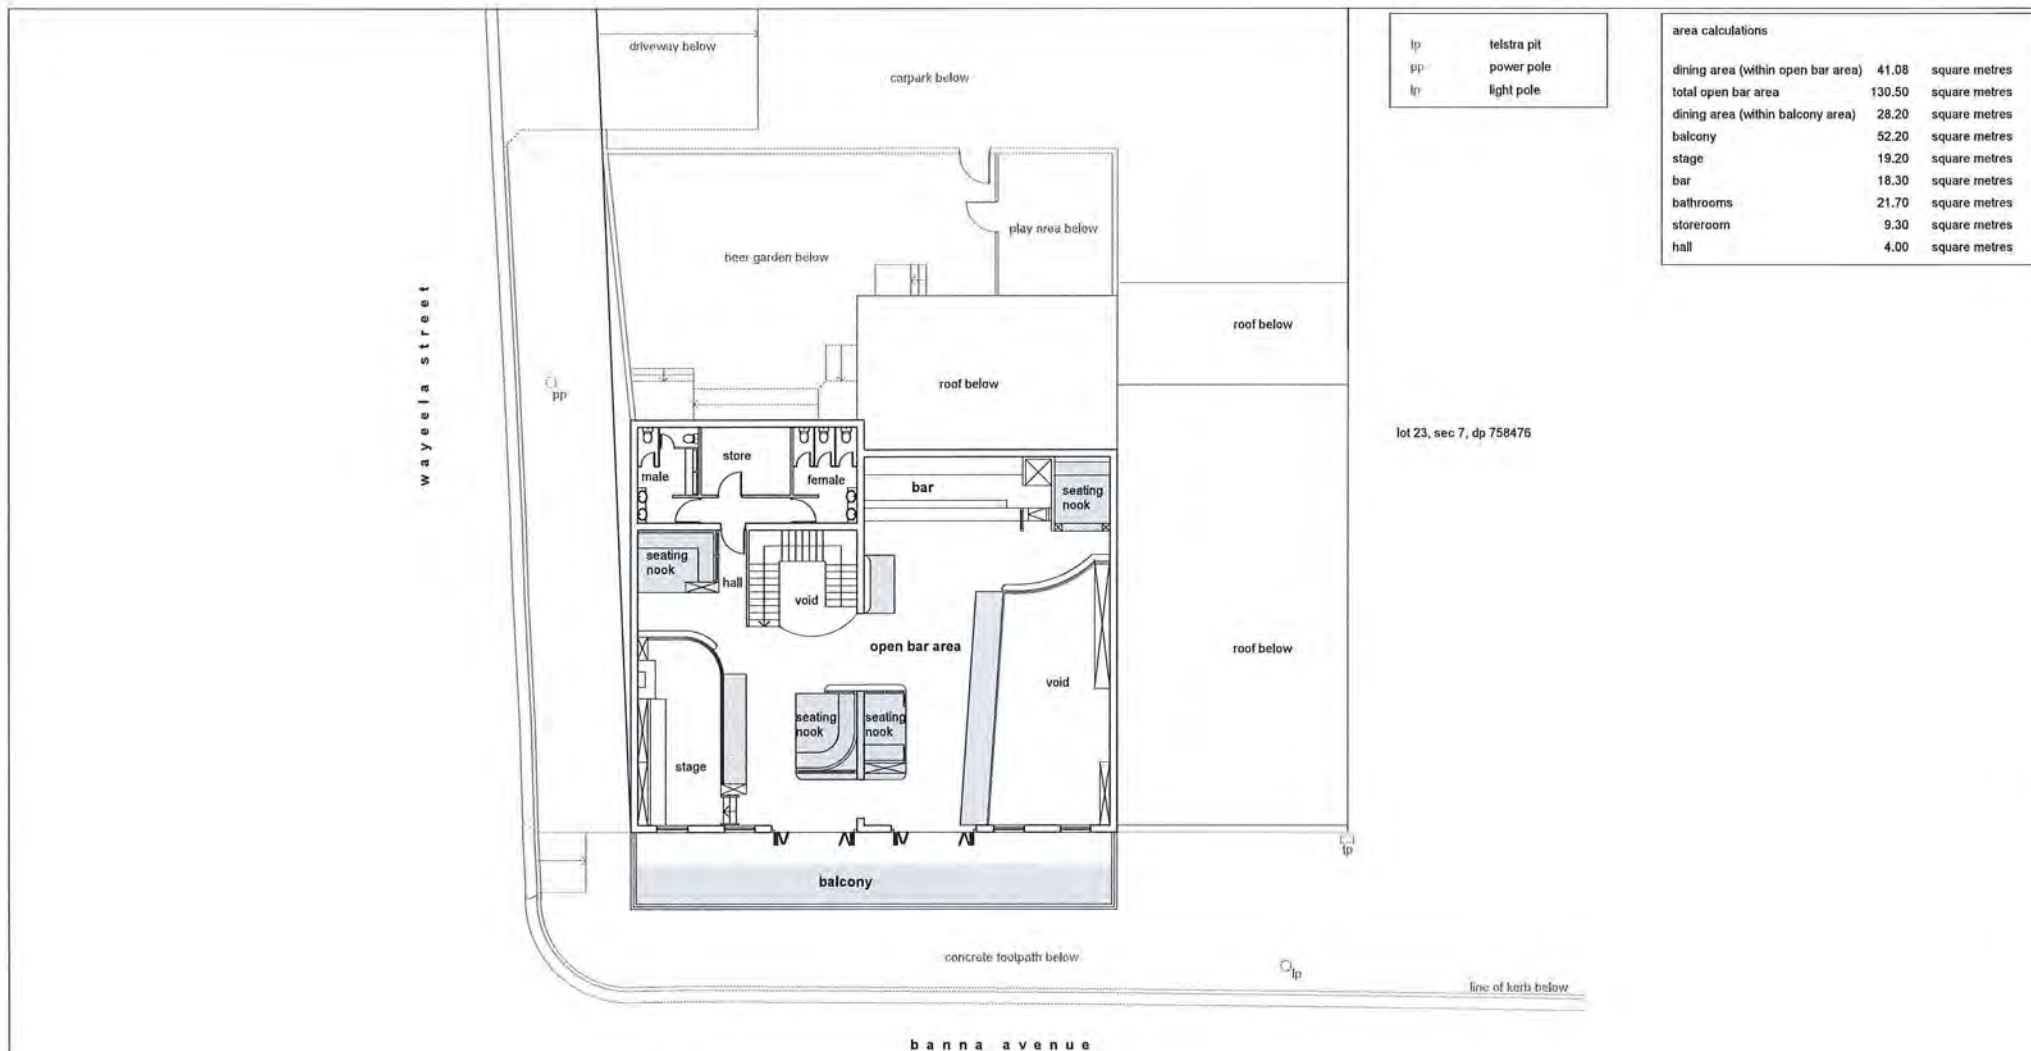 driveway below
carpark below
tp telstra pit
pp power pole
lp light pole
area calculations
dining area (within open bar area) 41.08 square metres
total open bar area 130.50 square metres
dining area (within balcony area) 28.20 square metres
balcony 52.20 square metres
stage 19.20 square metres
bar 18.30 square metres
bathrooms 21.70 square metres
storeroom 9.30 square metres
hall 4.00 square metres
beer garden below
play area below
wayeela street
roof below
roof below
pp
lot 23, sec 7, dp 758476
male
store
female
bar
seating
nook
seating
nook
hall
void
open bar area
roof below
void
seating
nook
seating
nook
stage
tp
balcony
concrete footpath below
lp
line of kerb below
banna avenue